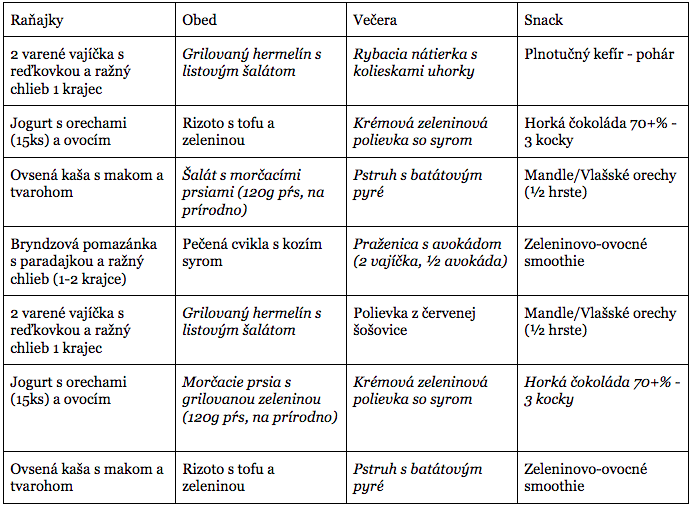 Raňajky
Obed
Večera
Snack
2 varené vajíčka s
reďkovkou a ražný
chlieb 1 krajec
Grilovaný hermelín s
listovým šalátom
Rybacia nátierka s
kolieskami uhorky
Plnotučný kefír - pohár
Jogurt s orechami
(15ks) a ovocím
Rizoto s tofu a
zeleninou
Krémová zeleninová
polievka so syrom
Horká čokoláda 70+% -
3 kocky
Ovsená kaša s makom a
tvarohom
Šalát s morčacími
prsiami (120g pŕs, na
prírodno)
Pstruh s batátovým
pyré
Mandle/Vlašské orechy
(½ hrste)
Bryndzová pomazánka
s paradajkou a ražný
chlieb (1-2 krajce)
Pečená cvikla s kozím
syrom
Praženica s avokádom
(2 vajíčka, ½ avokáda)
Zeleninovo-ovocné
smoothie
2 varené vajíčka s
reďkovkou a ražný
chlieb 1 krajec
Grilovaný hermelín s
listovým šalátom
Polievka z červenej
šošovice
Mandle/Vlašské orechy
(½ hrste)
Jogurt s orechami
(15ks) a ovocím
Morčacie prsia s
grilovanou zeleninou
(120g pŕs, na prírodno)
Krémová zeleninová
polievka so syrom
Horká čokoláda 70+% -
3 kocky
Ovsená kaša s makom a
tvarohom
Rizoto s tofu a
zeleninou
Pstruh s batátovým
pyré
Zeleninovo-ovocné
smoothie